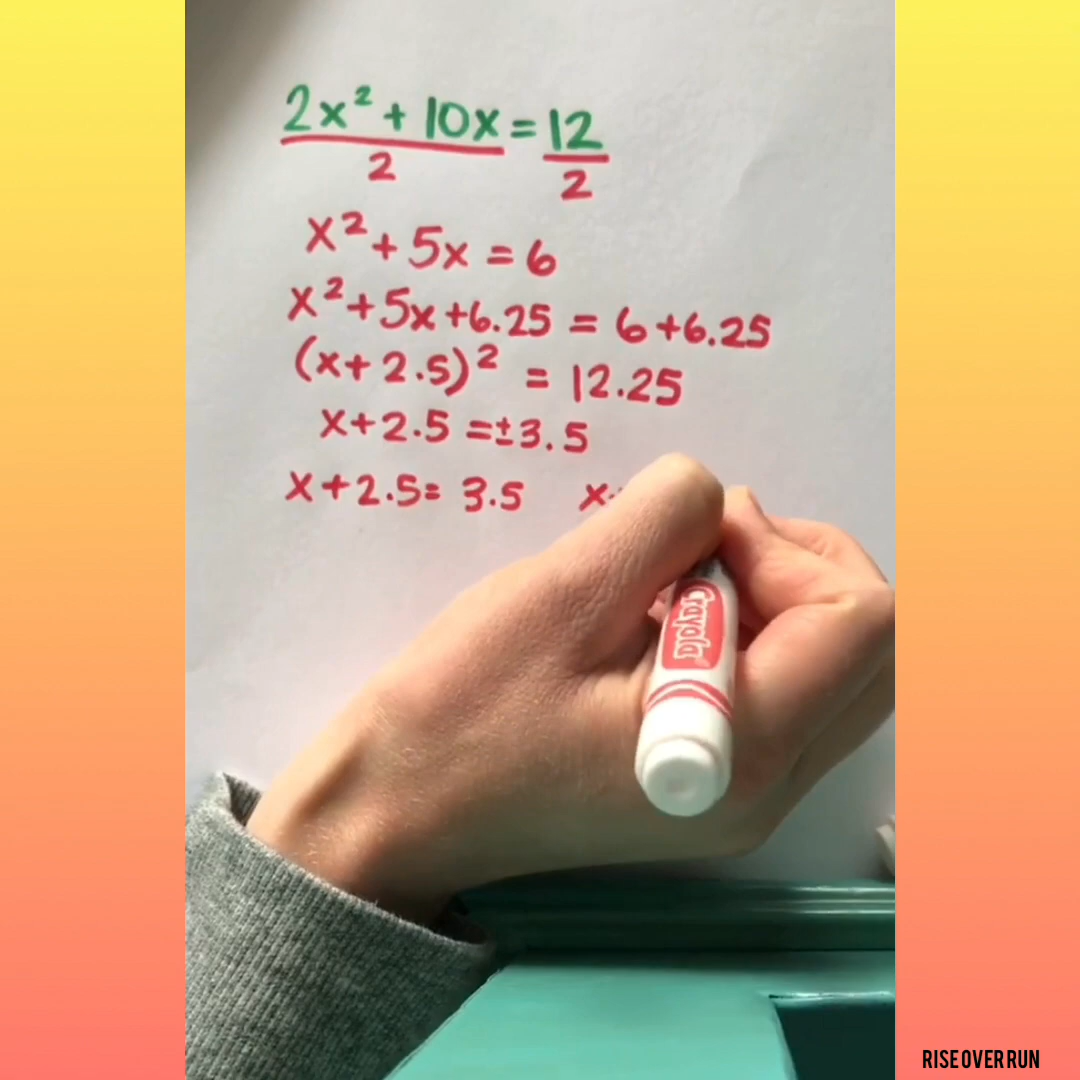 2x² + 10x = 12
2 2
x² + 5x = 6
x² + 5x + 6.25 = 6 + 6.25
(x + 2.5)² = 12.25
x + 2.5 = ± 3.5
x + 2.5 = 3.5 x
Crayola
RISE OVER RUN